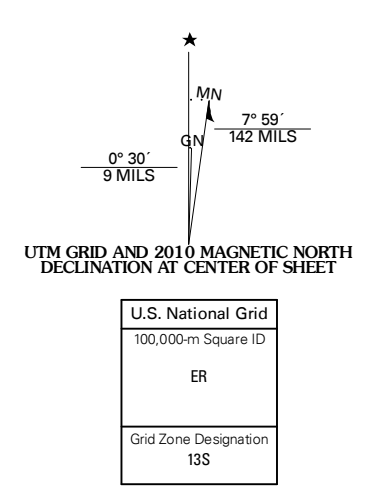 ★
MN
7° 59´
142 MILS
GN
0° 30´
9 MILS
UTM GRID AND 2010 MAGNETIC NORTH
DECLINATION AT CENTER OF SHEET
U.S. National Grid
100,000-m Square ID
ER
Grid Zone Designation
13S